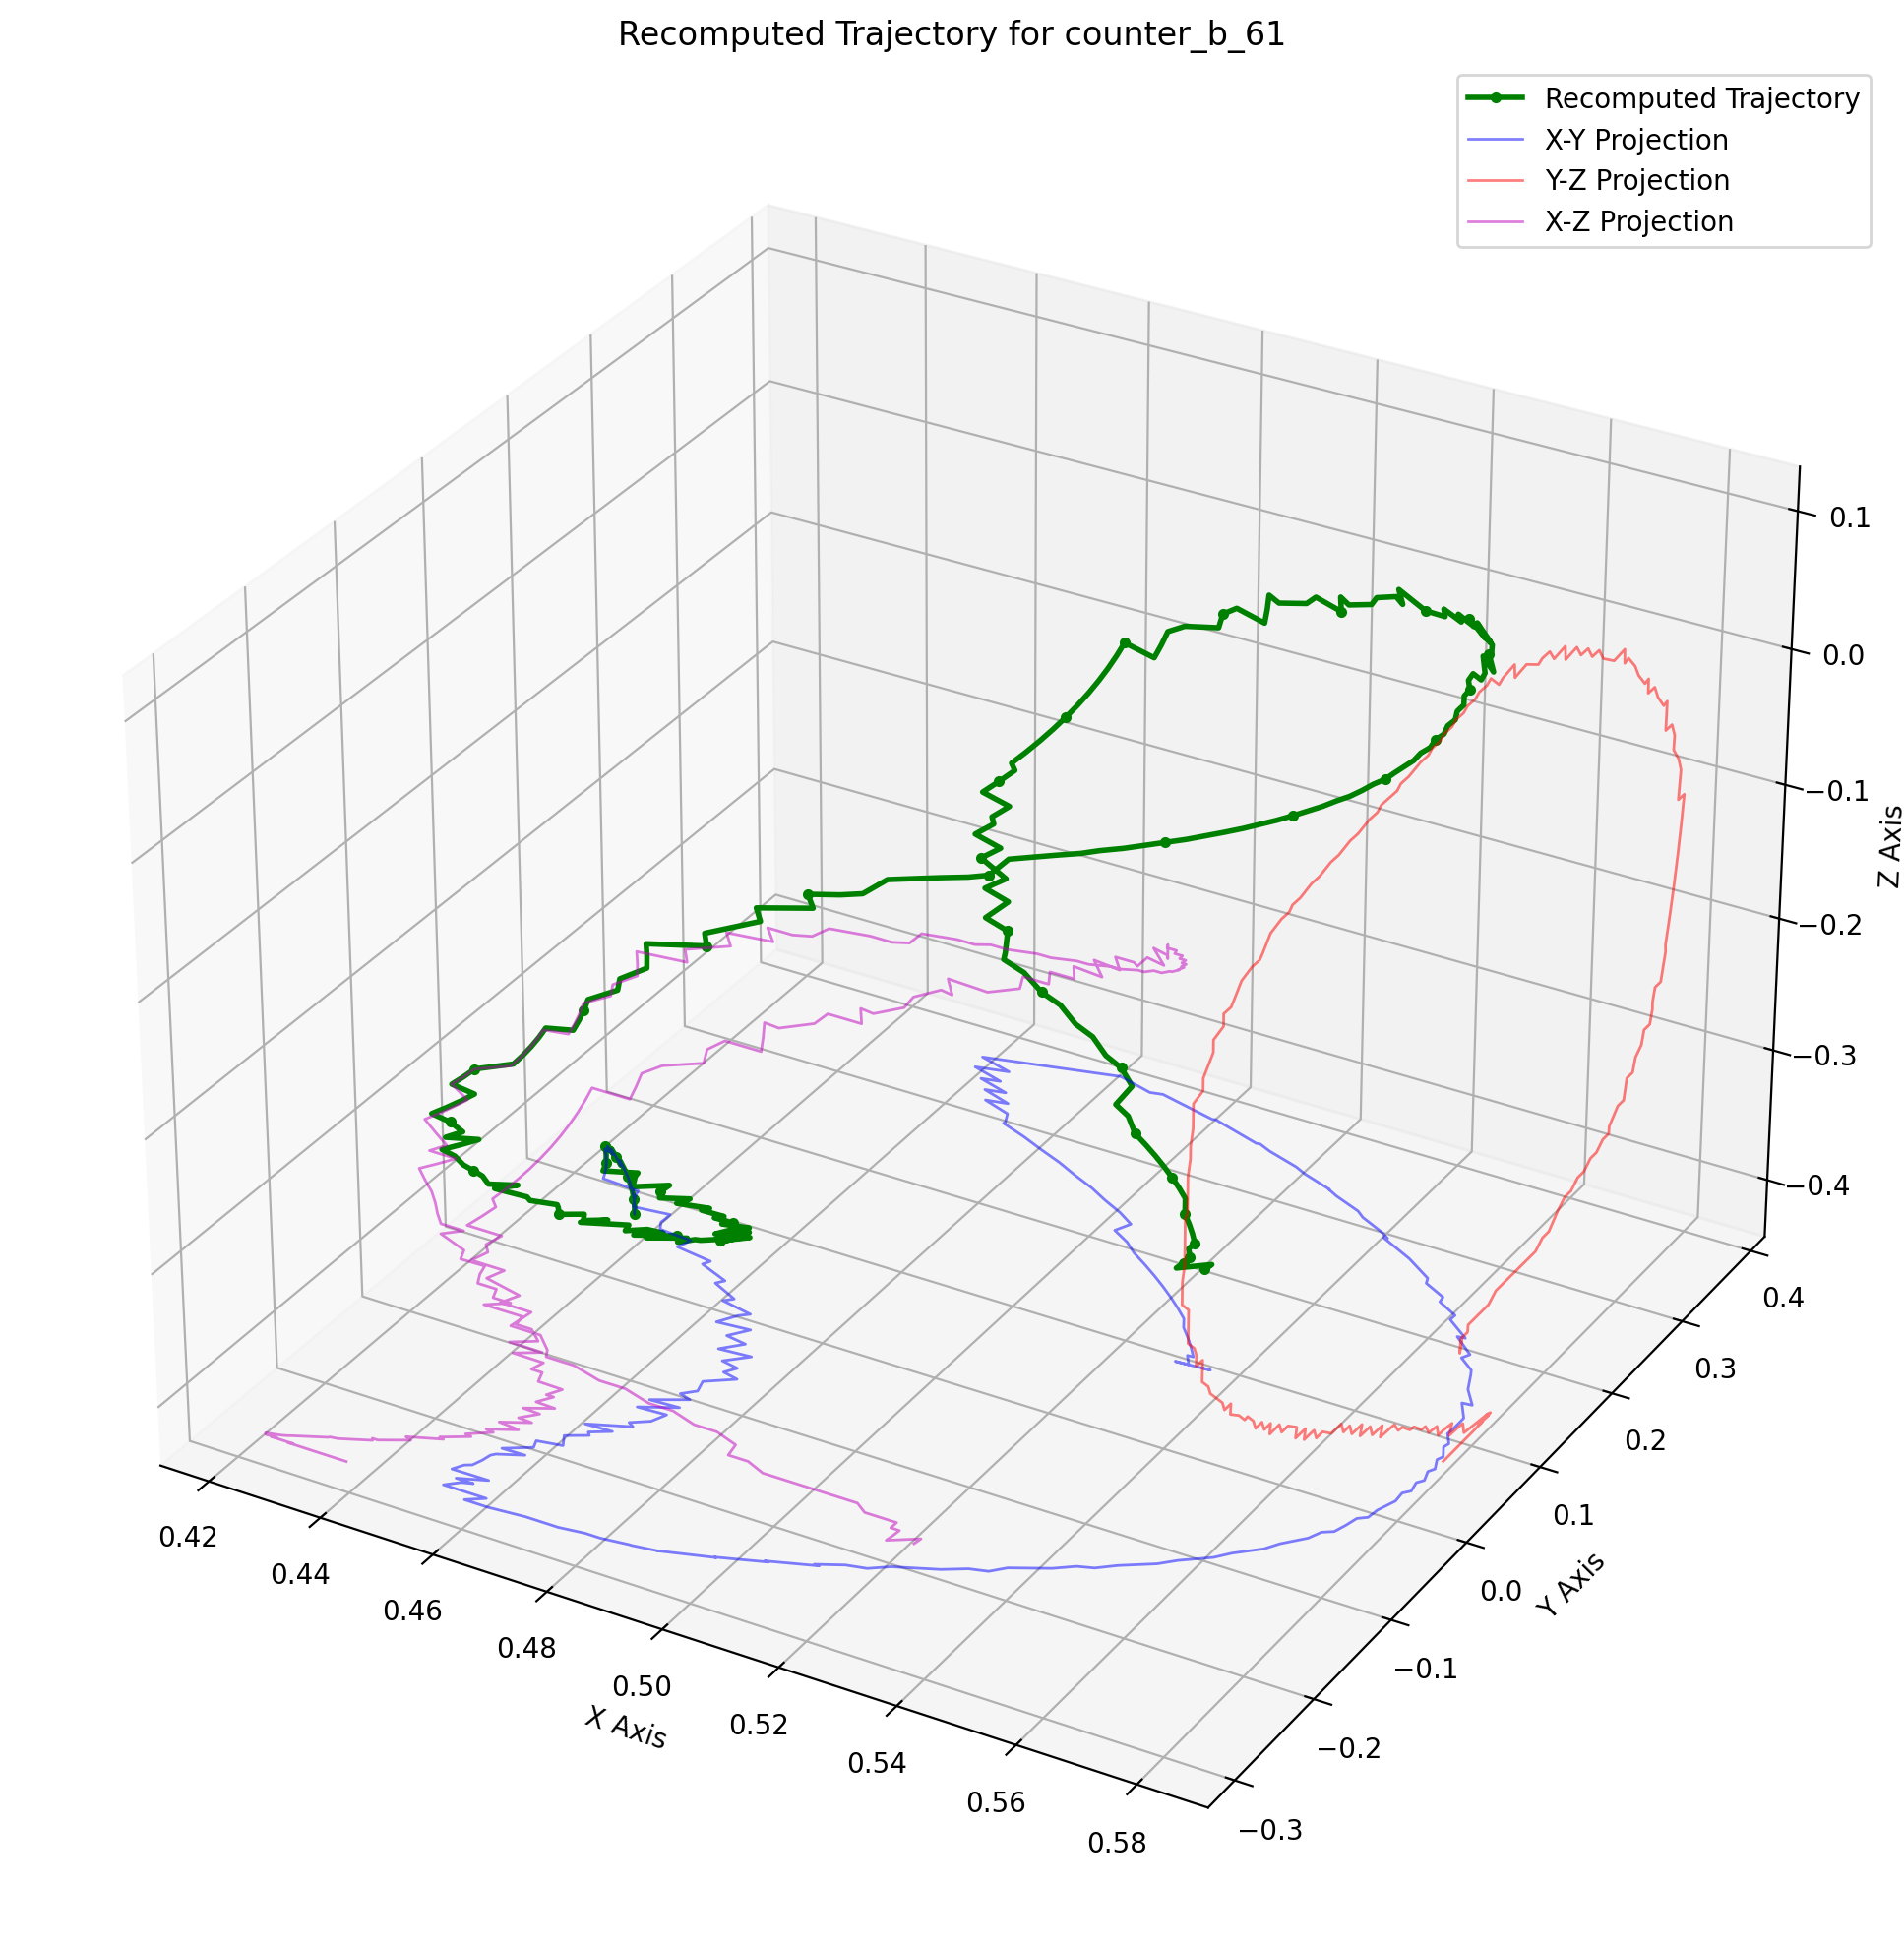 Recomputed Trajectory for counter_b_61
Recomputed Trajectory
X-Y Projection
Y-Z Projection
X-Z Projection
0.1
0.0
−0.1
−0.2
−0.3
−0.4
Z Axis
0.4
0.3
0.2
0.1
0.0
−0.1
−0.2
−0.3
Y Axis
0.42
0.44
0.46
0.48
0.50
0.52
0.54
0.56
0.58
X Axis